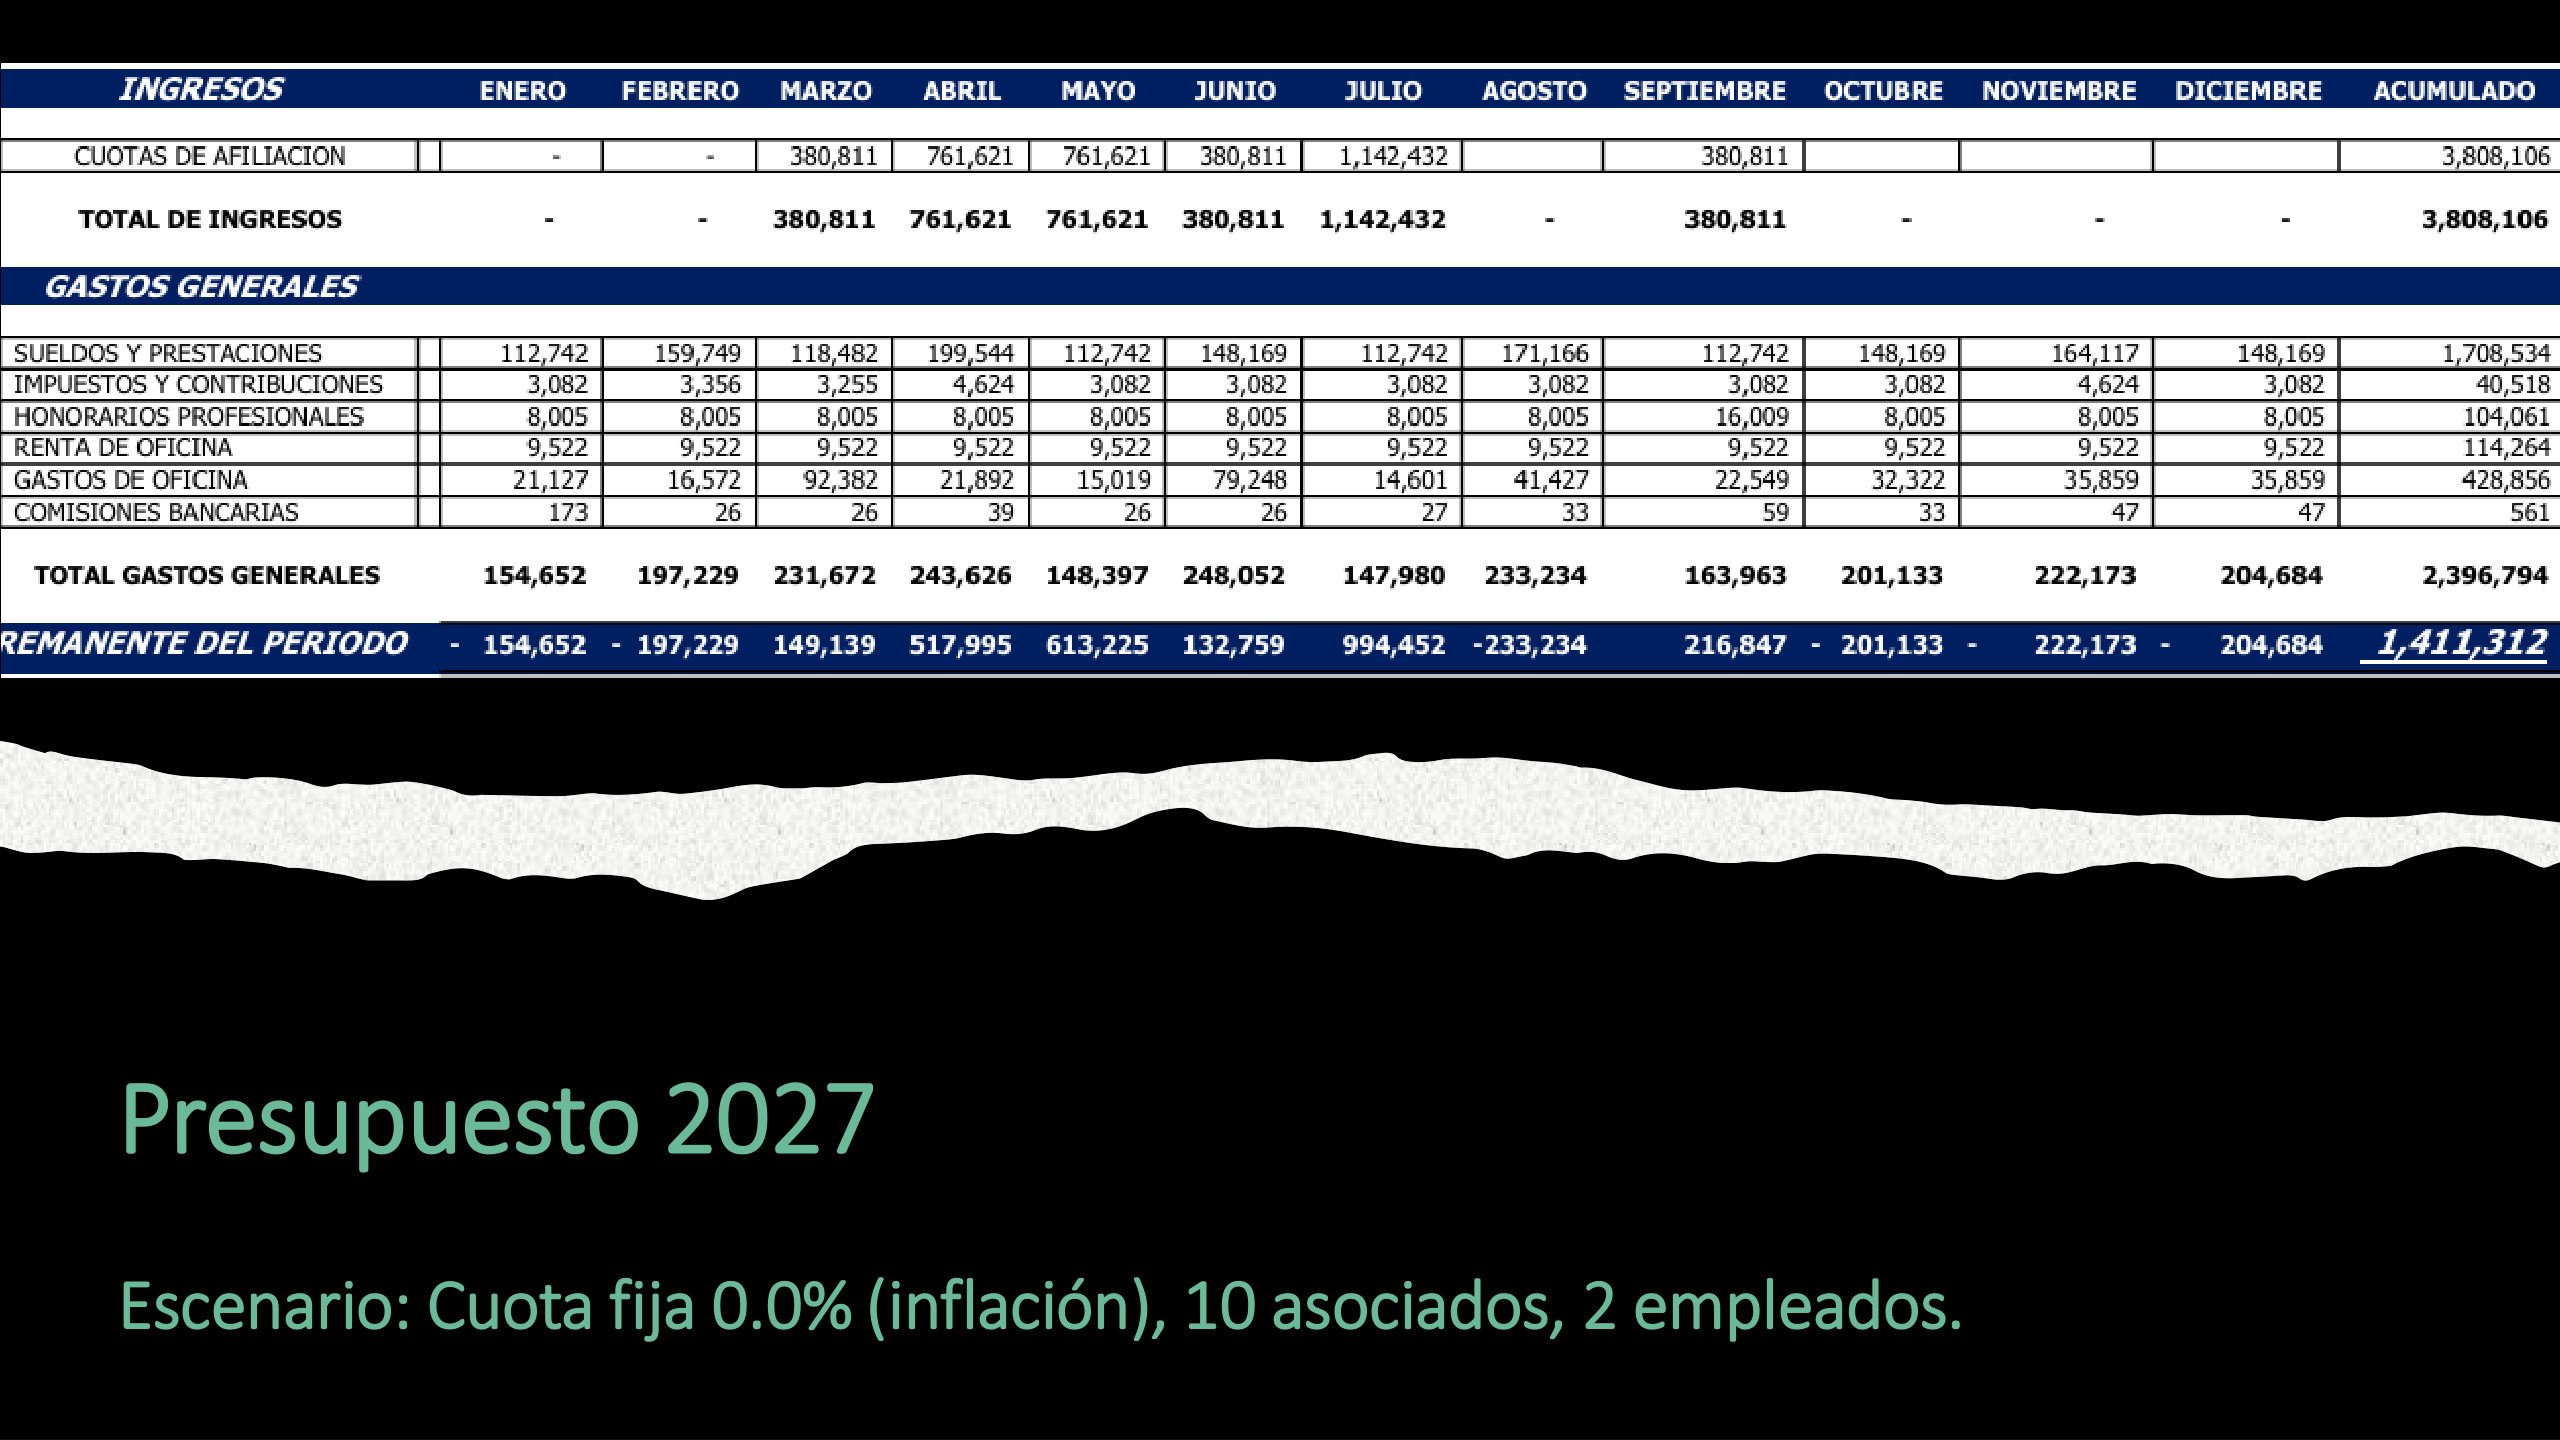 INGRESOS ENERO FEBRERO MARZO ABRIL MAYO JUNIO JULIO AGOSTO SEPTIEMBRE OCTUBRE NOVIEMBRE DICIEMBRE ACUMULADO
CUOTAS DE AFILIACION - - 380,811 761,621 761,621 380,811 1,142,432 380,811 3,808,106
TOTAL DE INGRESOS - - 380,811 761,621 761,621 380,811 1,142,432 - 380,811 - - - 3,808,106
GASTOS GENERALES
SUELDOS Y PRESTACIONES 112,742 159,749 118,482 199,544 112,742 148,169 112,742 171,166 112,742 148,169 164,117 148,169 1,708,534
IMPUESTOS Y CONTRIBUCIONES 3,082 3,356 3,255 4,624 3,082 3,082 3,082 3,082 3,082 3,082 4,624 3,082 40,518
HONORARIOS PROFESIONALES 8,005 8,005 8,005 8,005 8,005 8,005 8,005 8,005 16,009 8,005 8,005 8,005 104,061
RENTA DE OFICINA 9,522 9,522 9,522 9,522 9,522 9,522 9,522 9,522 9,522 9,522 9,522 9,522 114,264
GASTOS DE OFICINA 21,127 16,572 92,382 21,892 15,019 79,248 14,601 41,427 22,549 32,322 35,859 35,859 428,856
COMISIONES BANCARIAS 173 26 26 39 26 26 27 33 59 33 47 47 561
TOTAL GASTOS GENERALES 154,652 197,229 231,672 243,626 148,397 248,052 147,980 233,234 163,963 201,133 222,173 204,684 2,396,794
REMANENTE DEL PERIODO - 154,652 - 197,229 149,139 517,995 613,225 132,759 994,452 -233,234 216,847 - 201,133 - 222,173 - 204,684 1,411,312
Presupuesto 2027
Escenario: Cuota fija 0.0% (inflación), 10 asociados, 2 empleados.